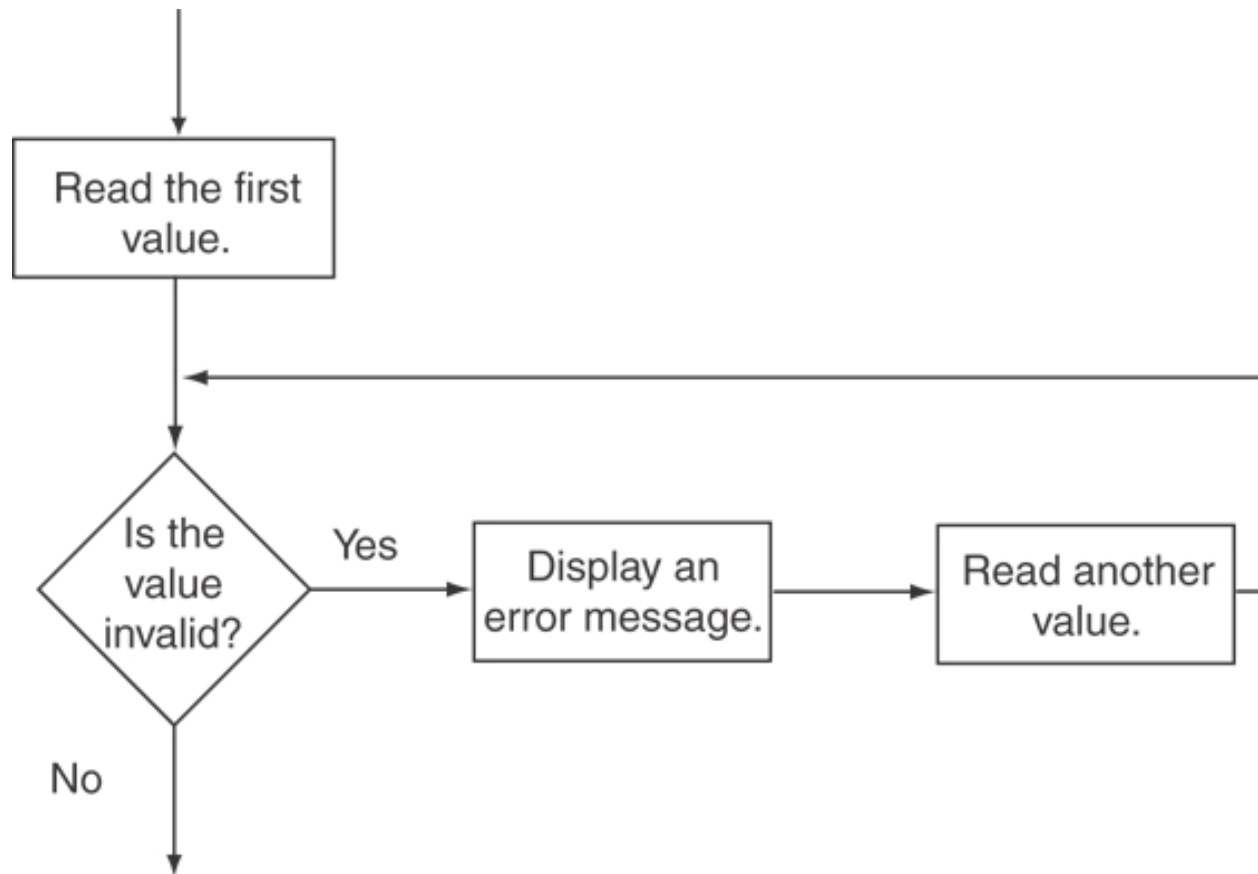 Read the first
value.
Is the
value
invalid?
Yes
Display an
error message.
Read another
value.
No